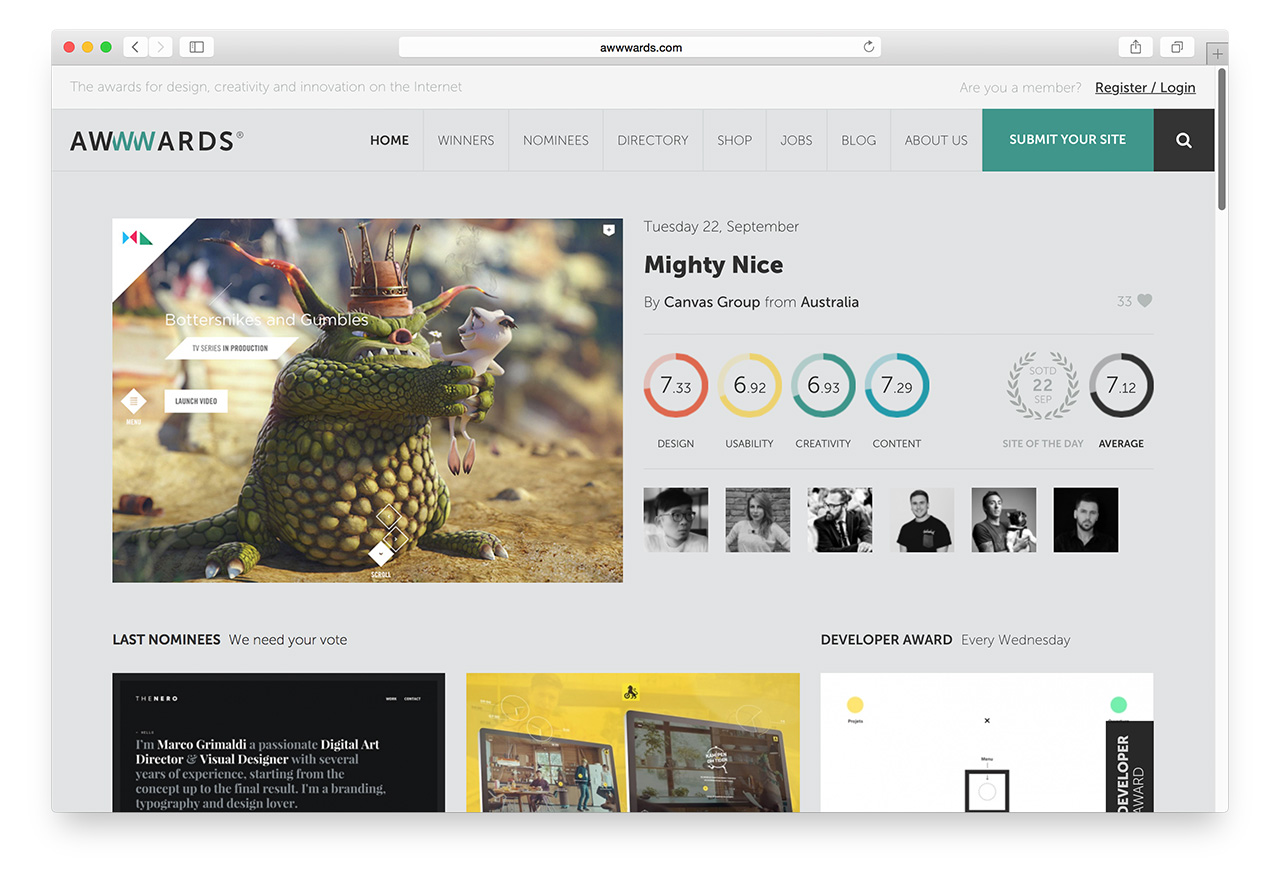 awwwards.com
The awards for design, creativity and innovation on the Internet
Are you a member? Register / Login
AWWWARDS®
HOME WINNERS NOMINEES DIRECTORY SHOP JOBS BLOG ABOUT US SUBMIT YOUR SITE
Bottersnikes and Gumbles
TV SERIES IN PRODUCTION
LAUNCH VIDEO
MENU
SCROLL
Tuesday 22, September
Mighty Nice
By Canvas Group from Australia
33
7.33 6.92 6.93 7.29
DESIGN USABILITY CREATIVITY CONTENT
SOTD
22
SEP
7.12
SITE OF THE DAY AVERAGE
LAST NOMINEES We need your vote
DEVELOPER AWARD Every Wednesday
THENERO
WORK CONTACT
HELLO
I'm Marco Grimaldi a passionate Digital Art
Director & Visual Designer with several
years of experience, starting from the
concept up to the final result. I'm a branding,
typography and design lover.
Projets
Menu
DEVELOPER
AWARD